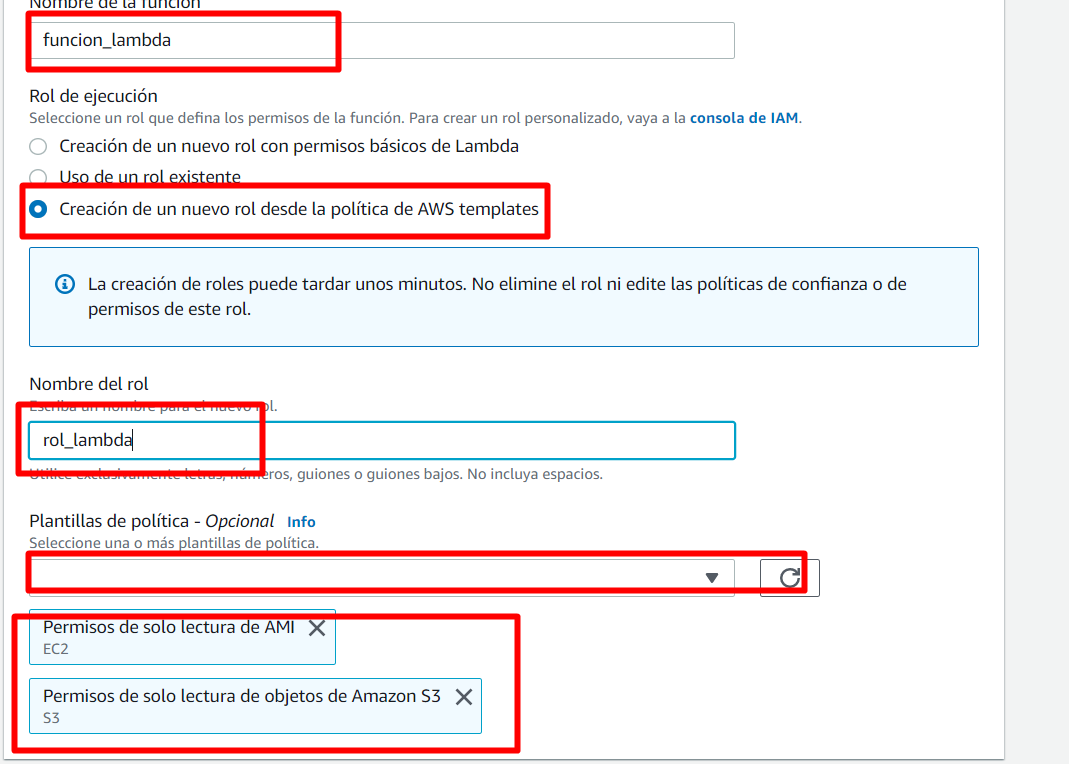 Nombre de la función
funcion_lambda
Rol de ejecución
Seleccione un rol que defina los permisos de la función. Para crear un rol personalizado, vaya a la consola de IAM.
Creación de un nuevo rol con permisos básicos de Lambda
Uso de un rol existente
Creación de un nuevo rol desde la política de AWS templates
La creación de roles puede tardar unos minutos. No elimine el rol ni edite las políticas de confianza o de
permisos de este rol.
Nombre del rol
Escriba un nombre para el nuevo rol.
rol_lambda
Utilice exclusivamente letras, números, guiones o guiones bajos. No incluya espacios.
Plantillas de política - Opcional Info
Seleccione una o más plantillas de política.
Permisos de solo lectura de AMI
EC2
Permisos de solo lectura de objetos de Amazon S3
S3